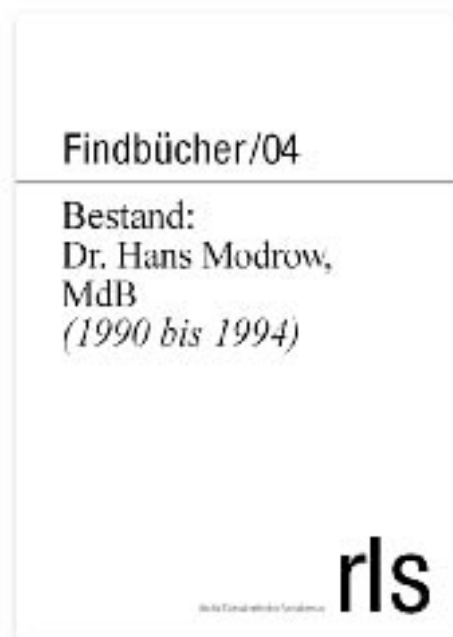 Findbücher/04
Bestand:
Dr. Hans Modrow,
MdB
(1990 bis 1994)
rls